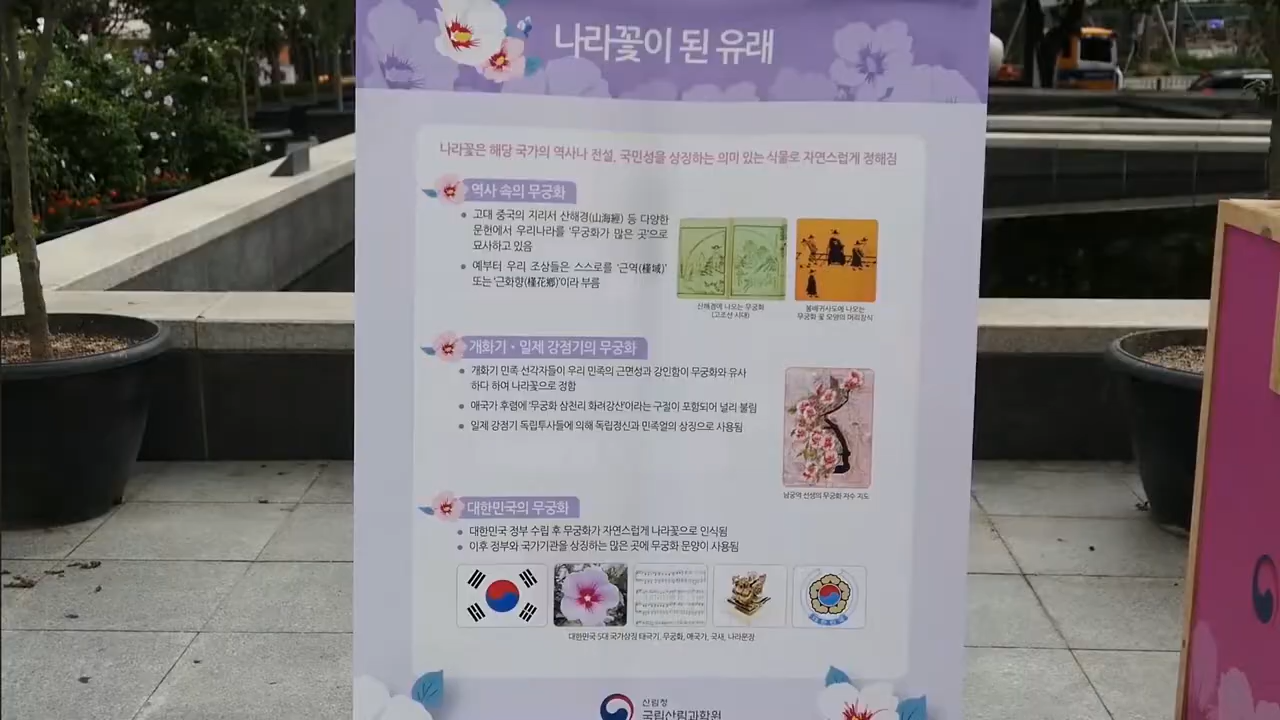 나라꽃이 된 유래
나라꽃은 해당 국가의 역사나 전설, 국민성을 상징하는 의미 있는 식물로 자연스럽게 정해짐
역사 속의 무궁화
고대 중국의 지리서 산해경(山海經) 등 다양한
문헌에서 우리나라를 '무궁화가 많은 곳'으로
묘사하고 있음
예부터 우리 조상들은 스스로를 '근역(槿域)'
또는 '근화향(槿花鄕)'이라 부름
산해경에 나오는 무궁화
(고조선 시대)
무궁화 꽃 모양의 머리장식
개화기·일제 강점기의 무궁화
개화기 민족 선각자들이 우리 민족의 근면성과 강인함이 무궁화와 유사
하다 하여 나라꽃으로 정함
애국가 후렴에 '무궁화 삼천리 화려강산'이라는 구절이 포함되어 널리 불림
일제 강점기 독립투사들에 의해 독립정신과 민족얼의 상징으로 사용됨
남궁억 선생의 무궁화 자수 지도
대한민국의 무궁화
대한민국 정부 수립 후 무궁화가 자연스럽게 나라꽃으로 인식됨
이후 정부와 국가기관을 상징하는 많은 곳에 무궁화 문양이 사용됨
대한민국 5대 국가상징 태극기, 무궁화, 애국가, 국새, 나라문장
산림청
국립산림과학원